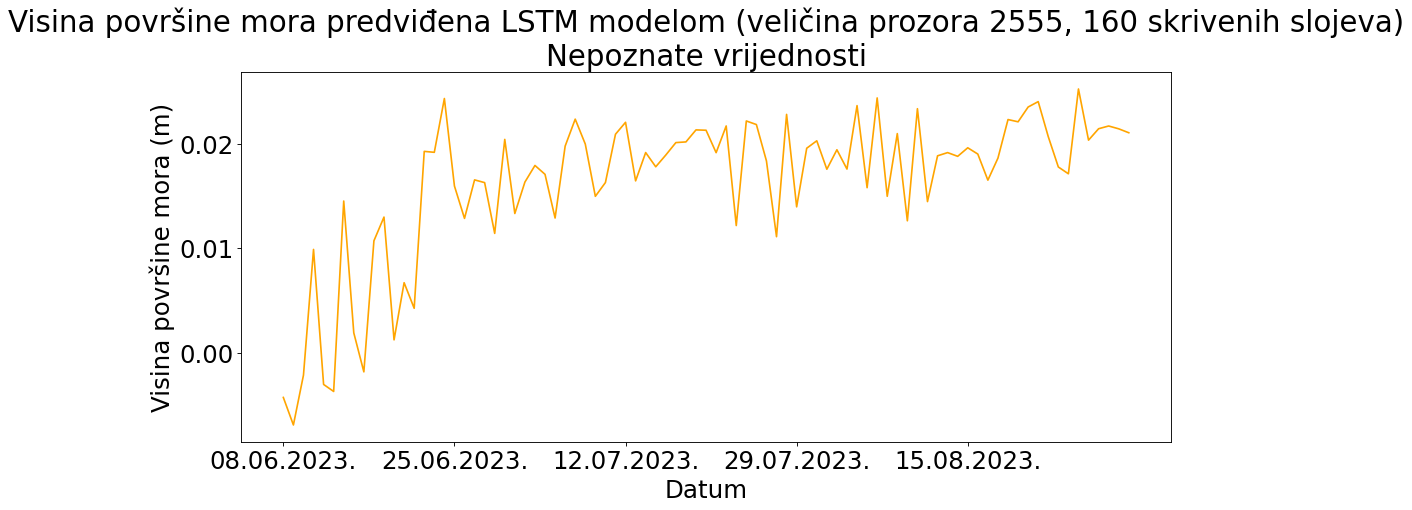 Visina površine mora predviđena LSTM modelom (veličina prozora 2555, 160 skrivenih slojeva)
Nepoznate vrijednosti
Visina površine mora (m)
0.02
0.01
0.00
08.06.2023.
25.06.2023.
12.07.2023.
29.07.2023.
15.08.2023.
Datum